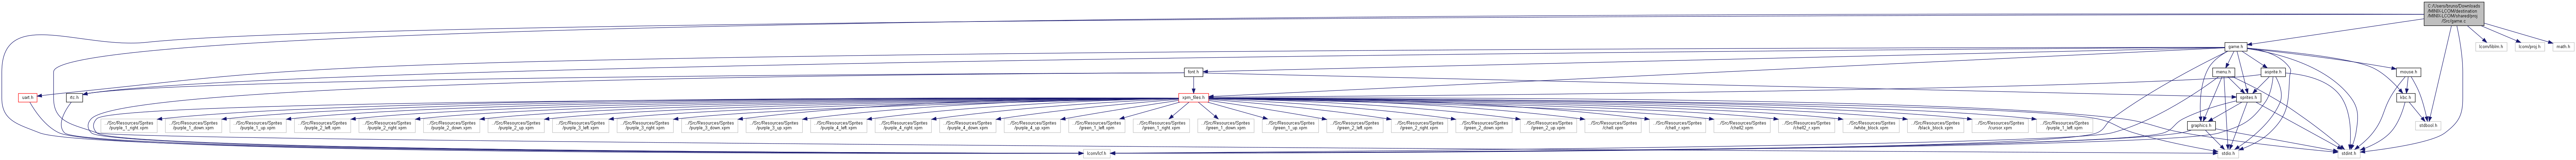 C:/Users/bruno/Downloads
/MINIX-LCOM/destination
/MINIX-LCOM/shared/proj
/Src/game.c
game.h
lcom/liblm.h
lcom/proj.h
math.h
font.h
menu.h
asprite.h
mouse.h
uart.h
rtc.h
xpm_files.h
sprites.h
kbc.h
../Src/Resources/Sprites
/purple_1_right.xpm
../Src/Resources/Sprites
/purple_1_down.xpm
../Src/Resources/Sprites
/purple_1_up.xpm
../Src/Resources/Sprites
/purple_2_left.xpm
../Src/Resources/Sprites
/purple_2_right.xpm
../Src/Resources/Sprites
/purple_2_down.xpm
../Src/Resources/Sprites
/purple_2_up.xpm
../Src/Resources/Sprites
/purple_3_left.xpm
../Src/Resources/Sprites
/purple_3_right.xpm
../Src/Resources/Sprites
/purple_3_down.xpm
../Src/Resources/Sprites
/purple_3_up.xpm
../Src/Resources/Sprites
/purple_4_left.xpm
../Src/Resources/Sprites
/purple_4_right.xpm
../Src/Resources/Sprites
/purple_4_down.xpm
../Src/Resources/Sprites
/purple_4_up.xpm
../Src/Resources/Sprites
/green_1_left.xpm
../Src/Resources/Sprites
/green_1_right.xpm
../Src/Resources/Sprites
/green_1_down.xpm
../Src/Resources/Sprites
/green_1_up.xpm
../Src/Resources/Sprites
/green_2_left.xpm
../Src/Resources/Sprites
/green_2_right.xpm
../Src/Resources/Sprites
/green_2_down.xpm
../Src/Resources/Sprites
/green_2_up.xpm
../Src/Resources/Sprites
/chell.xpm
../Src/Resources/Sprites
/chell_r.xpm
../Src/Resources/Sprites
/chell2.xpm
../Src/Resources/Sprites
/chell2_r.xpm
../Src/Resources/Sprites
/white_block.xpm
../Src/Resources/Sprites
/black_block.xpm
../Src/Resources/Sprites
/cursor.xpm
../Src/Resources/Sprites
/purple_1_left.xpm
graphics.h
stdbool.h
lcom/lcf.h
stdio.h
stdint.h